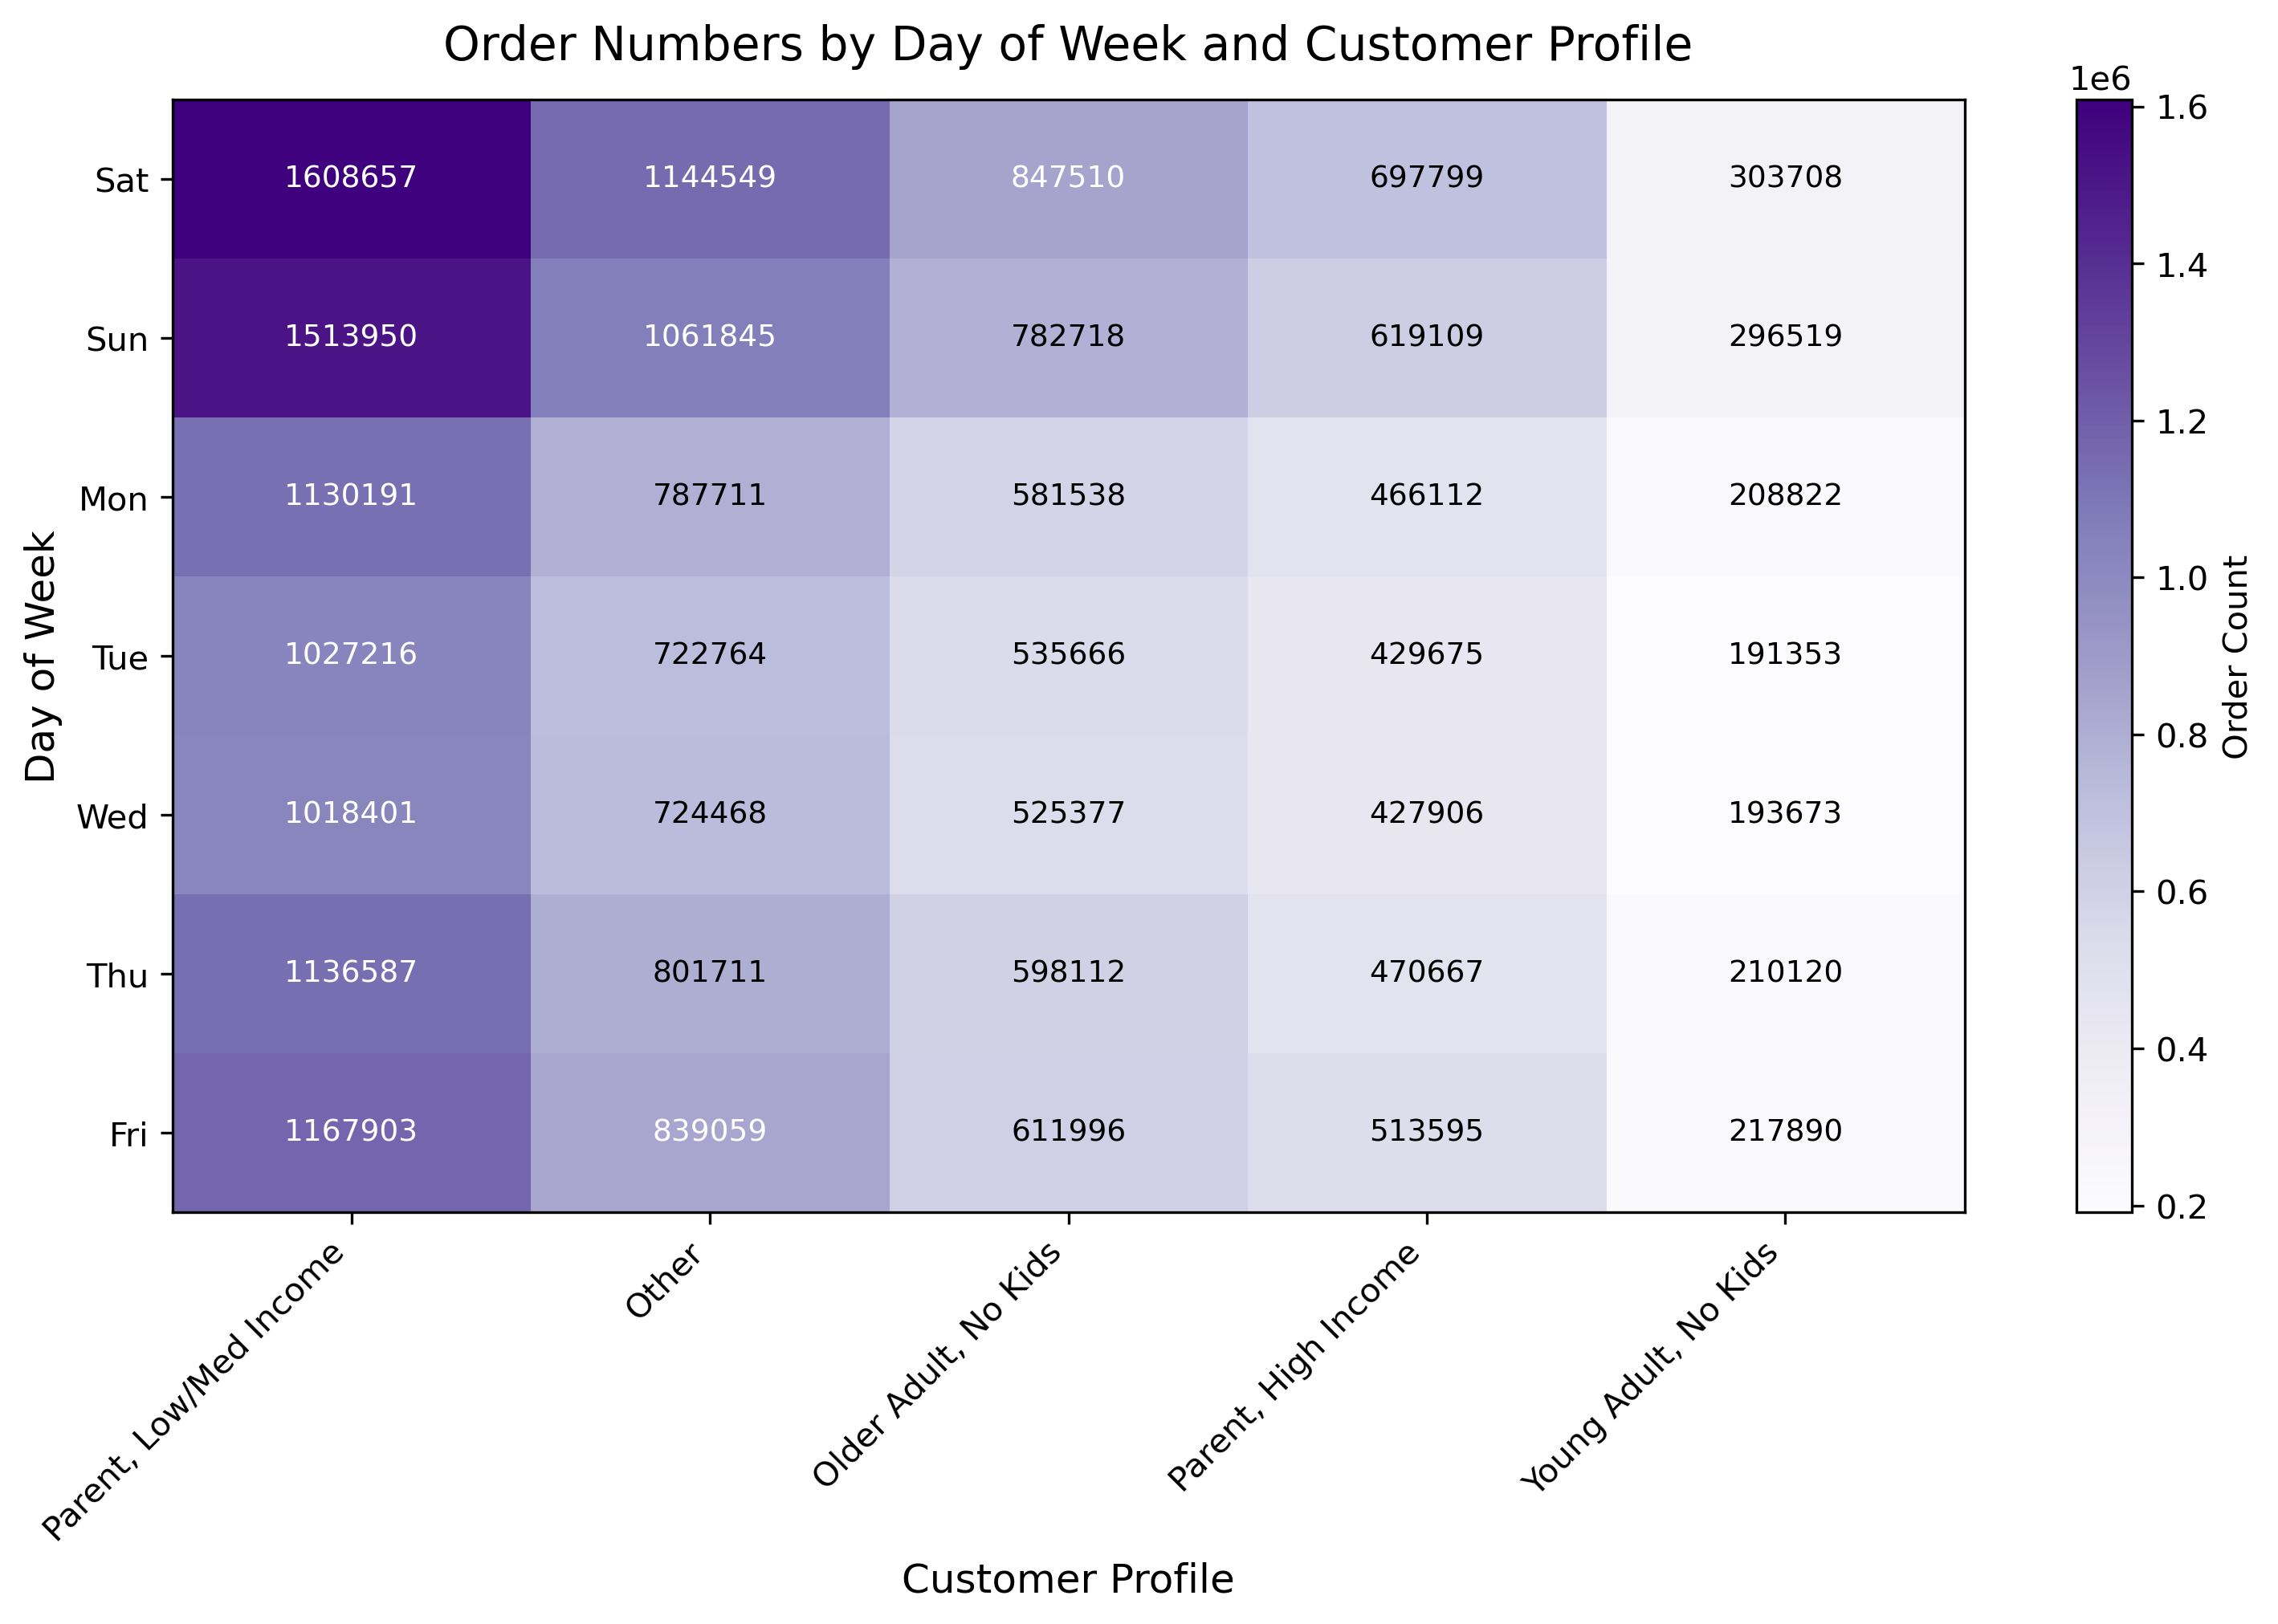 Order Numbers by Day of Week and Customer Profile
1e6
Sat 1608657 1144549 847510 697799 303708
Sun 1513950 1061845 782718 619109 296519
Mon 1130191 787711 581538 466112 208822
Tue 1027216 722764 535666 429675 191353
Wed 1018401 724468 525377 427906 193673
Thu 1136587 801711 598112 470667 210120
Fri 1167903 839059 611996 513595 217890
Day of Week
Parent, Low/Med Income
Other
Older Adult, No Kids
Parent, High Income
Young Adult, No Kids
Customer Profile
1.6
1.4
1.2
1.0
0.8
0.6
0.4
0.2
Order Count